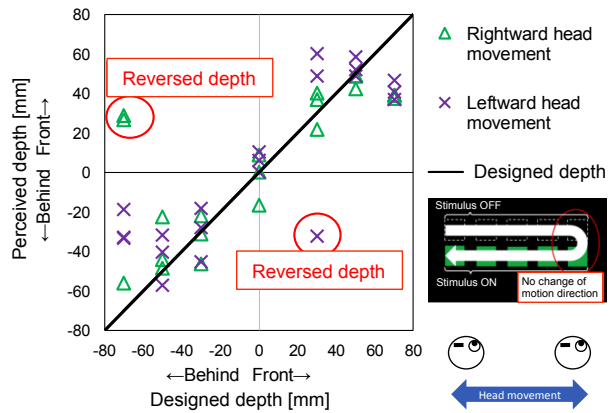 80
60
40
20
0
-20
-40
-60
-80
Perceived depth [mm]
←Behind Front→
Reversed depth
Reversed depth
-80 -60 -40 -20 0 20 40 60 80
←Behind Front→
Designed depth [mm]
Rightward head
movement
Leftward head
movement
Designed depth
Stimulus OFF
Stimulus ON
No change of
motion direction
Head movement